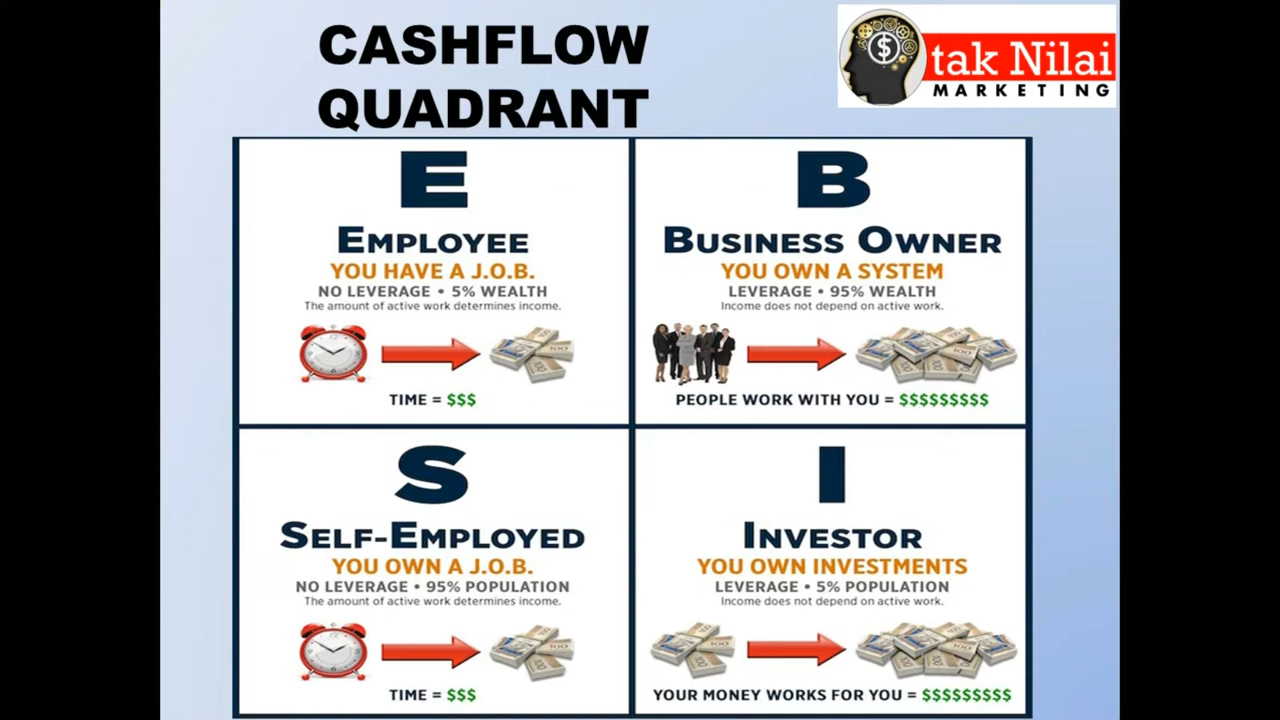 CASHFLOW
QUADRANT
tak Nilai
MARKETING
E
EMPLOYEE
YOU HAVE A J.O.B.
NO LEVERAGE • 5% WEALTH
The amount of active work determines income.
TIME = $$$
B
BUSINESS OWNER
YOU OWN A SYSTEM
LEVERAGE • 95% WEALTH
Income does not depend on active work.
PEOPLE WORK WITH YOU = $$$$$$$$$
S
SELF-EMPLOYED
YOU OWN A J.O.B.
NO LEVERAGE • 95% POPULATION
The amount of active work determines income.
TIME = $$$
I
INVESTOR
YOU OWN INVESTMENTS
LEVERAGE • 5% POPULATION
Income does not depend on active work.
YOUR MONEY WORKS FOR YOU = $$$$$$$$$